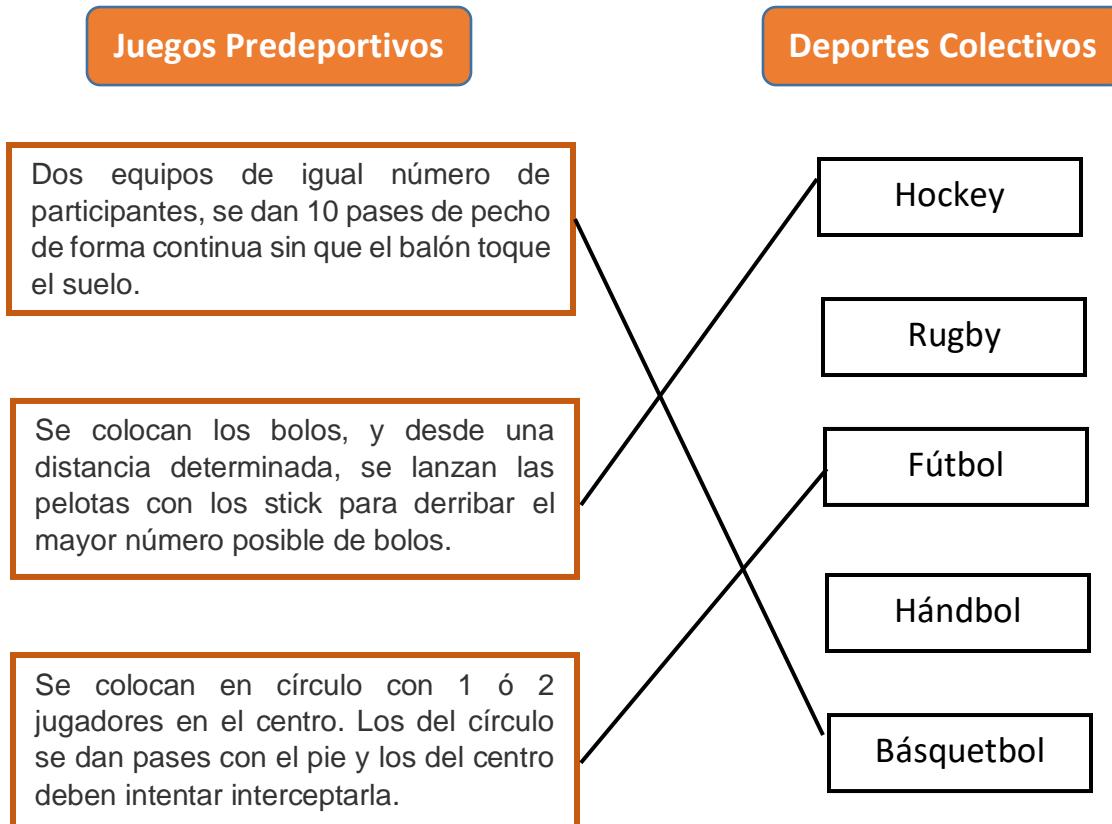 Juegos Predeportivos
Deportes Colectivos
Dos equipos de igual número de
participantes, se dan 10 pases de pecho
de forma continua sin que el balón toque
el suelo.
Se colocan los bolos, y desde una
distancia determinada, se lanzan las
pelotas con los stick para derribar el
mayor número posible de bolos.
Se colocan en círculo con 1 ó 2
jugadores en el centro. Los del círculo
se dan pases con el pie y los del centro
deben intentar interceptarla.
Hockey
Rugby
Fútbol
Hándbol
Básquetbol